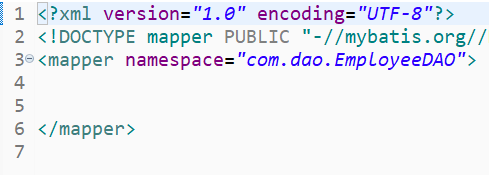 1 <?xml version="1.0" encoding="UTF-8"?>
2 <!DOCTYPE mapper PUBLIC "-//mybatis.org//
3 <mapper namespace="com.dao.EmployeeDAO">
4
5
6 </mapper>
7